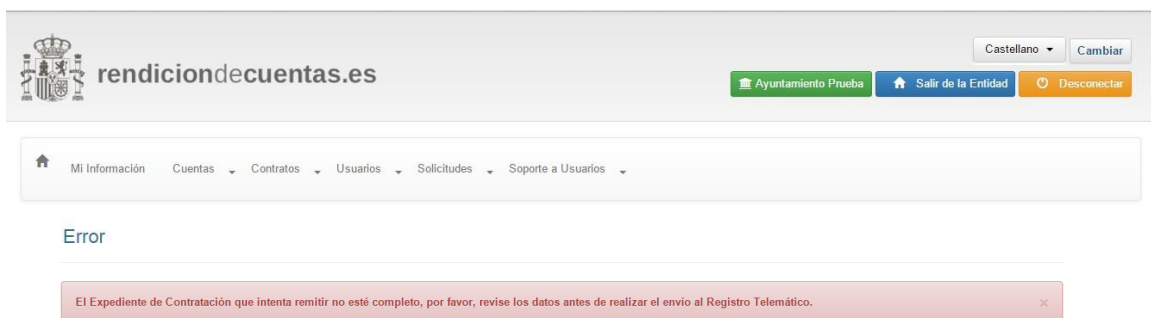 Castellano
Cambiar
rendiciondecuentas.es
Ayuntamiento Prueba
Salir de la Entidad
Desconectar
Mi Información Cuentas Contratos Usuarios Solicitudes Soporte a Usuarios
Error
El Expediente de Contratación que intenta remitir no esté completo, por favor, revise los datos antes de realizar el envío al Registro Telemático. ×